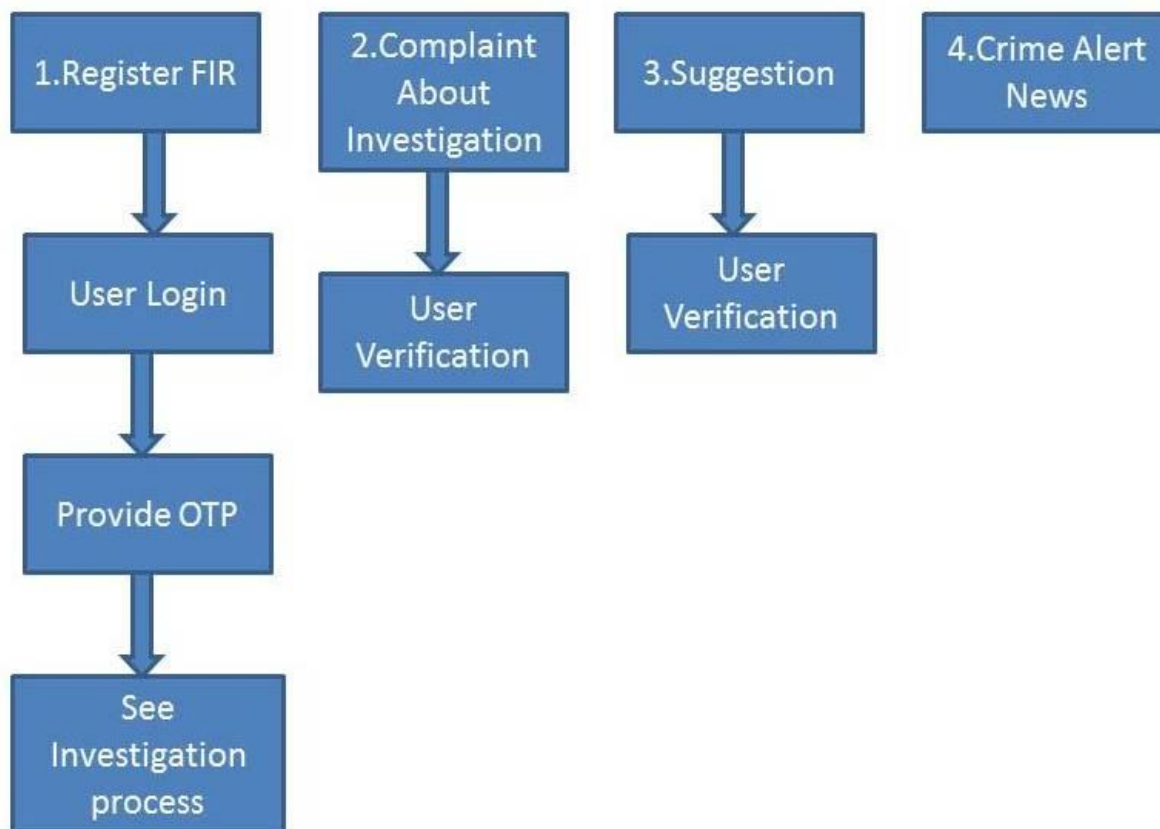 1.Register FIR
2.Complaint
About
Investigation
3.Suggestion
4.Crime Alert
News
User Login
User
Verification
User
Verification
Provide OTP
See
Investigation
process